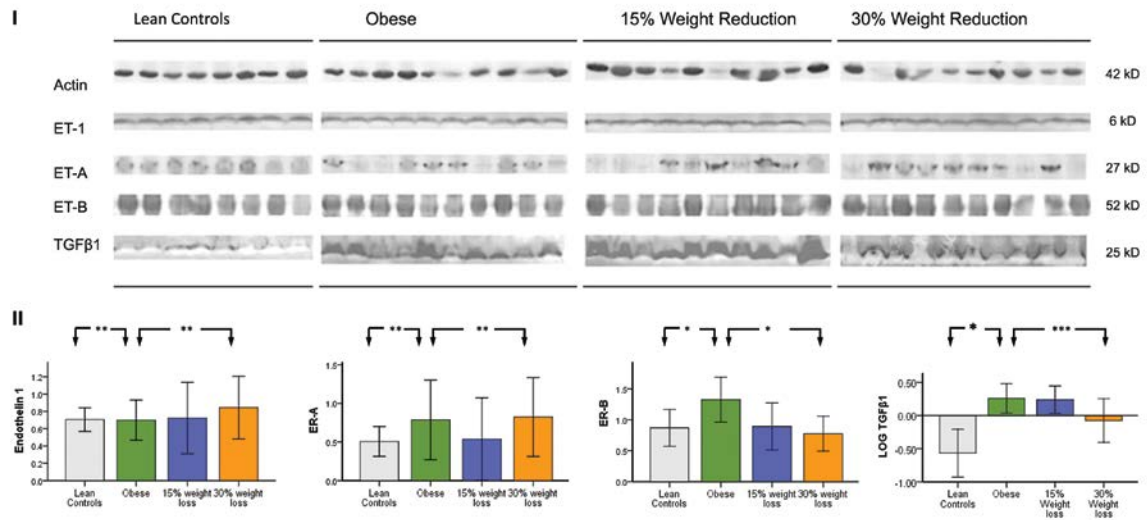 I
Lean Controls Obese 15% Weight Reduction 30% Weight Reduction
Actin 42 kD
ET-1 6 kD
ET-A 27 kD
ET-B 52 kD
TGFβ1 25 kD
II
** **
Endothelin 1
1.2
1.0
0.8
0.6
0.4
0.2
0.0
Lean Controls Obese 15% weight loss 30% weight loss
** **
ER-A
1.5
1.0
0.5
0.0
Lean Controls Obese 15% weight loss 30% weight loss
* *
ER-B
1.5
1.0
0.5
0.0
Lean Controls Obese 15% weight loss 30% weight loss
* ***
LOG TGFβ1
0.50
0.00
-0.50
-1.00
Lean Controls Obese 15% Weight loss 30% Weight loss